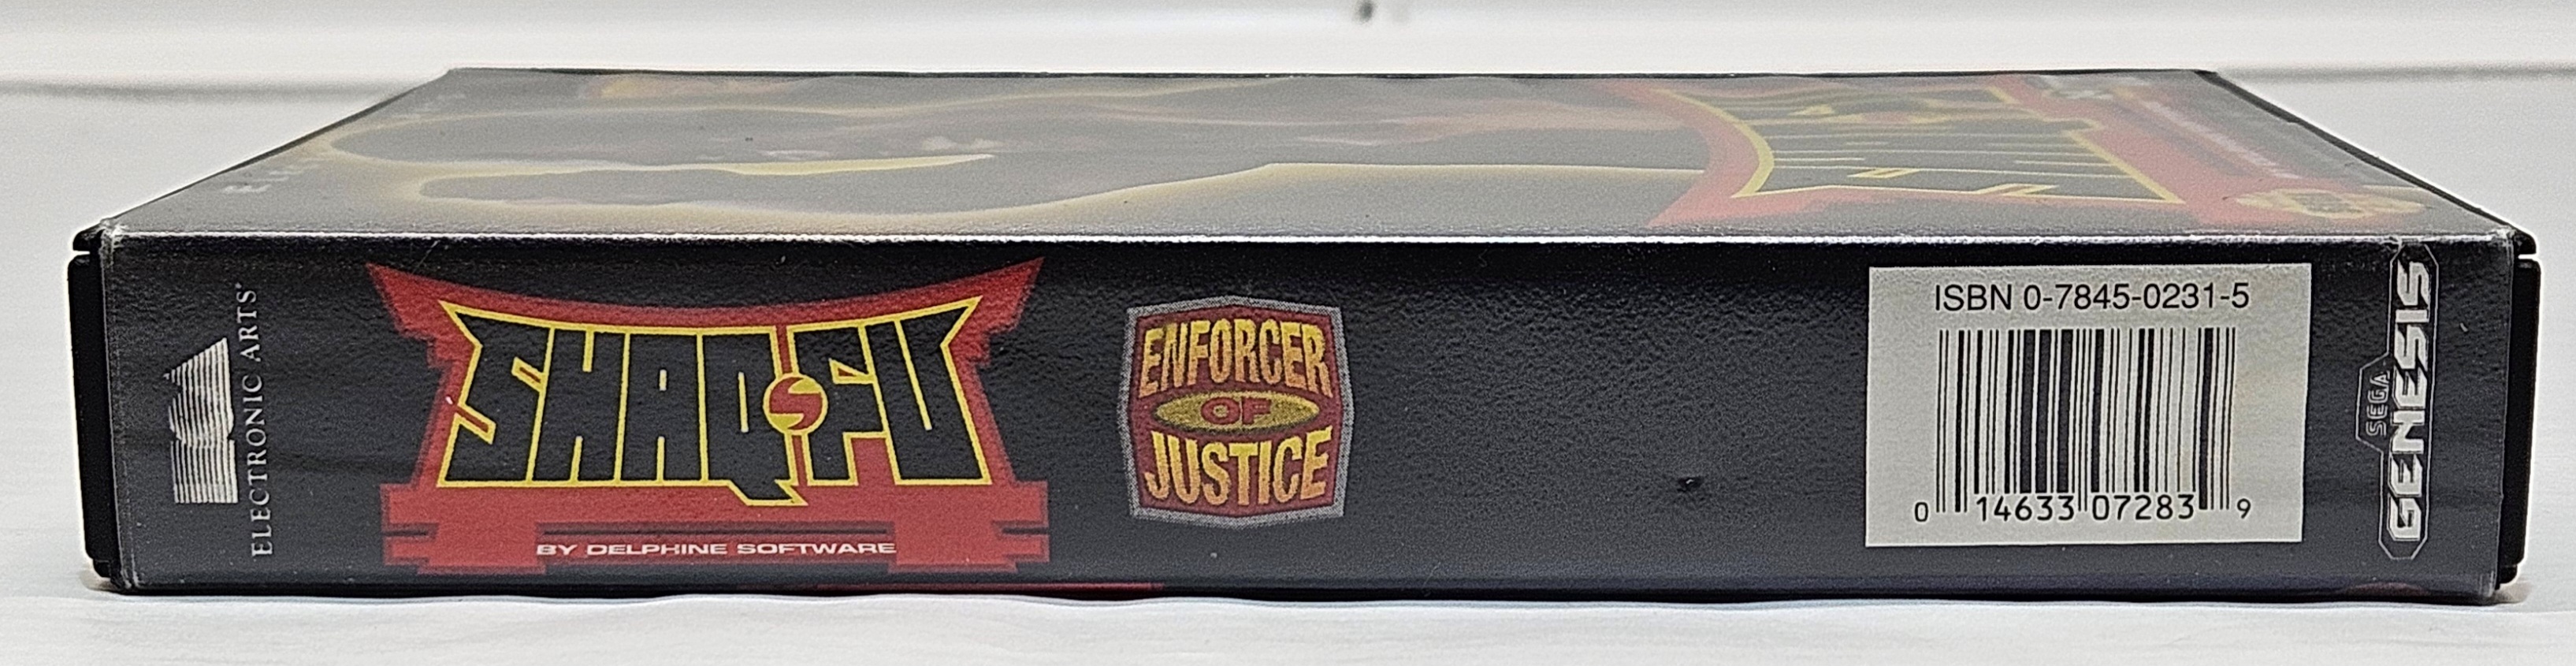 ELECTRONIC ARTS®
SHAQ-FU
BY DELPHINE SOFTWARE
ENFORCER
OF
JUSTICE
ISBN 0-7845-0231-5
0 14633 07283 9
SEGA
GENESIS